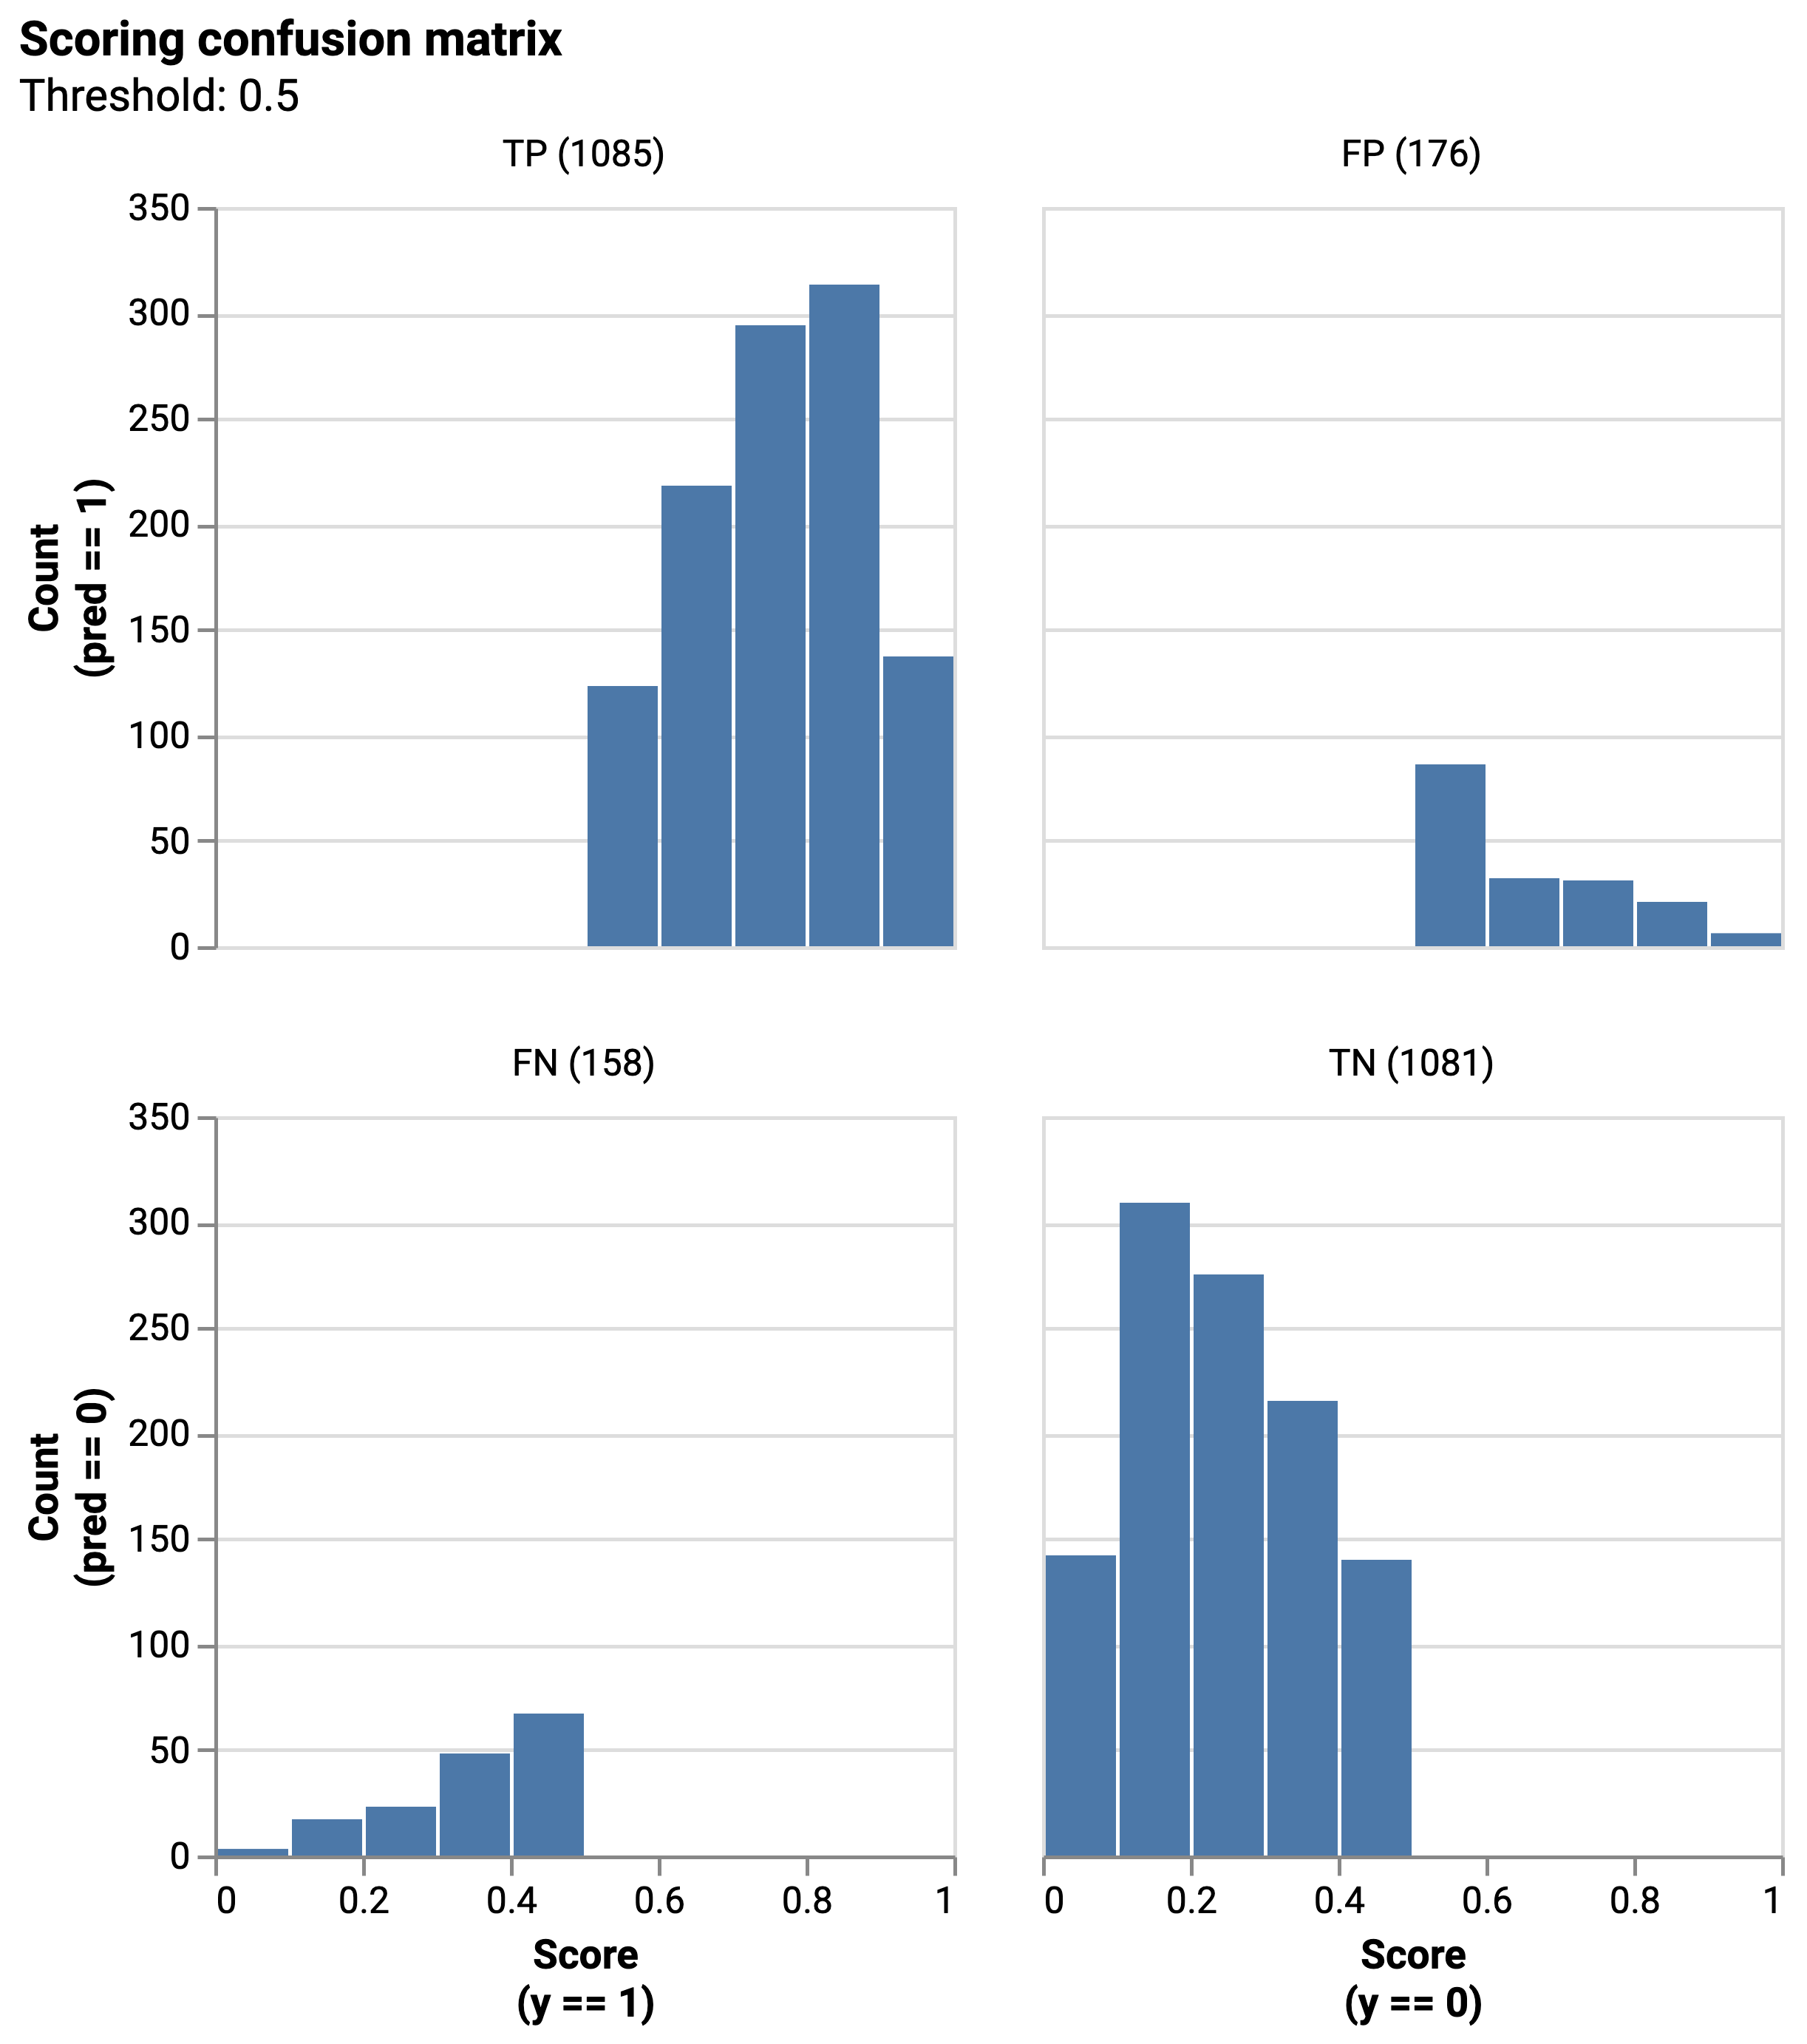 Scoring confusion matrix
Threshold: 0.5
TP (1085)
FP (176)
350
300
250
200
150
100
50
0
Count
(pred == 1)
FN (158)
TN (1081)
350
300
250
200
150
100
50
0
Count
(pred == 0)
0 0.2 0.4 0.6 0.8 1
0 0.2 0.4 0.6 0.8 1
Score
(y == 1)
Score
(y == 0)